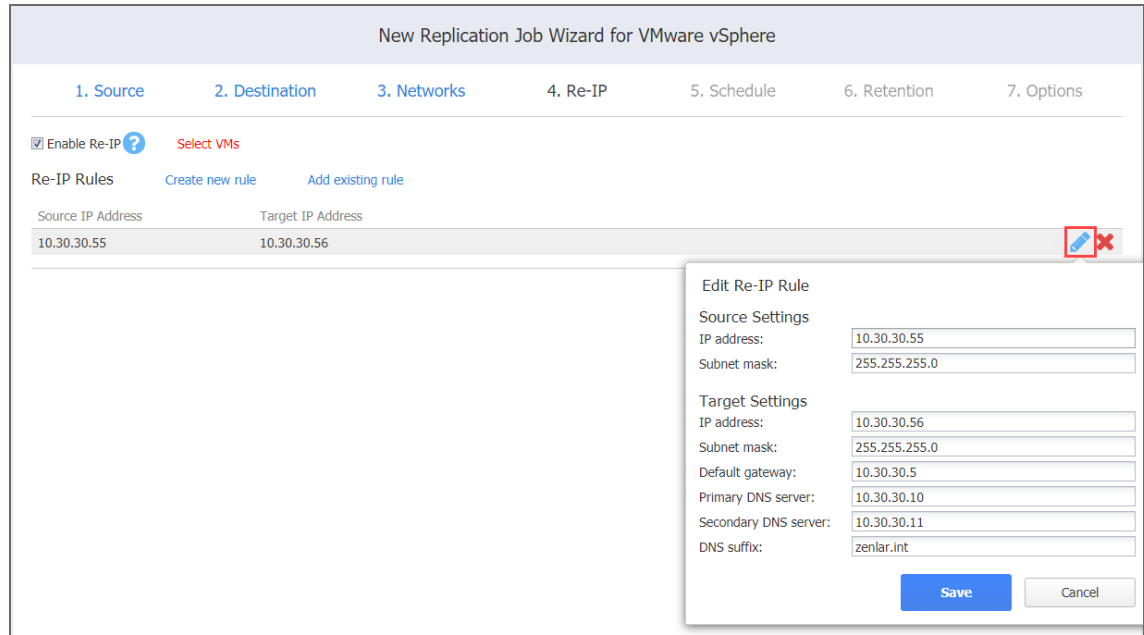 New Replication Job Wizard for VMware vSphere
1. Source 2. Destination 3. Networks 4. Re-IP 5. Schedule 6. Retention 7. Options
Enable Re-IP ? Select VMs
Re-IP Rules Create new rule Add existing rule
Source IP Address Target IP Address
10.30.30.55 10.30.30.56
Edit Re-IP Rule
Source Settings
IP address: 10.30.30.55
Subnet mask: 255.255.255.0
Target Settings
IP address: 10.30.30.56
Subnet mask: 255.255.255.0
Default gateway: 10.30.30.5
Primary DNS server: 10.30.30.10
Secondary DNS server: 10.30.30.11
DNS suffix: zenlar.int
Save Cancel